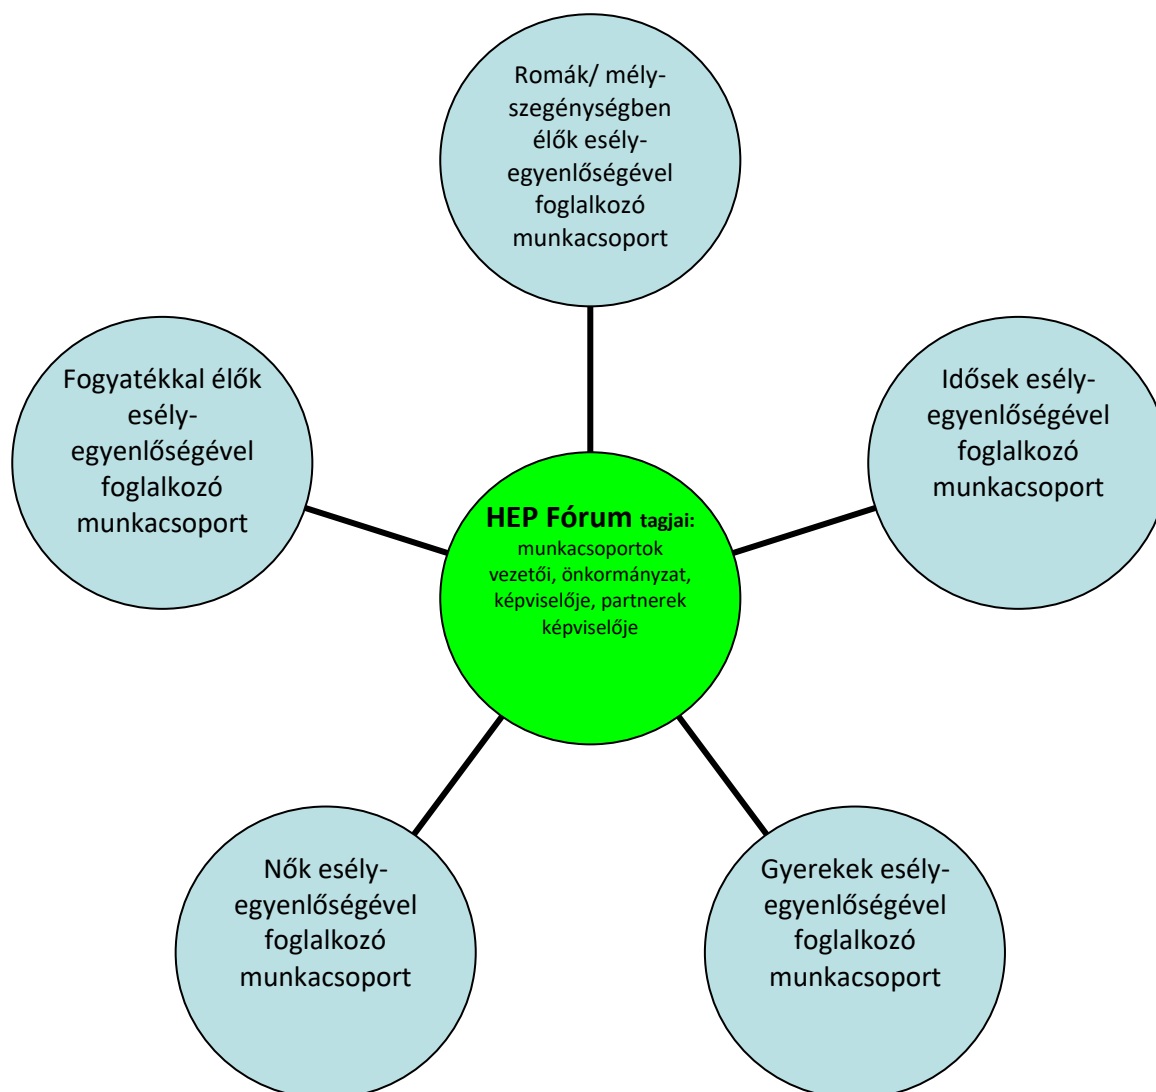 Romák/ mély-
szegénységben
élők esély-
egyenlőségével
foglalkozó
munkacsoport
Fogyatékkal élők
esély-
egyenlőségével
foglalkozó
munkacsoport
Idősek esély-
egyenlőségével
foglalkozó
munkacsoport
HEP Fórum tagjai:
munkacsoportok
vezetői, önkormányzat,
képviselője, partnerek
képviselője
Nők esély-
egyenlőségével
foglalkozó
munkacsoport
Gyerekek esély-
egyenlőségével
foglalkozó
munkacsoport